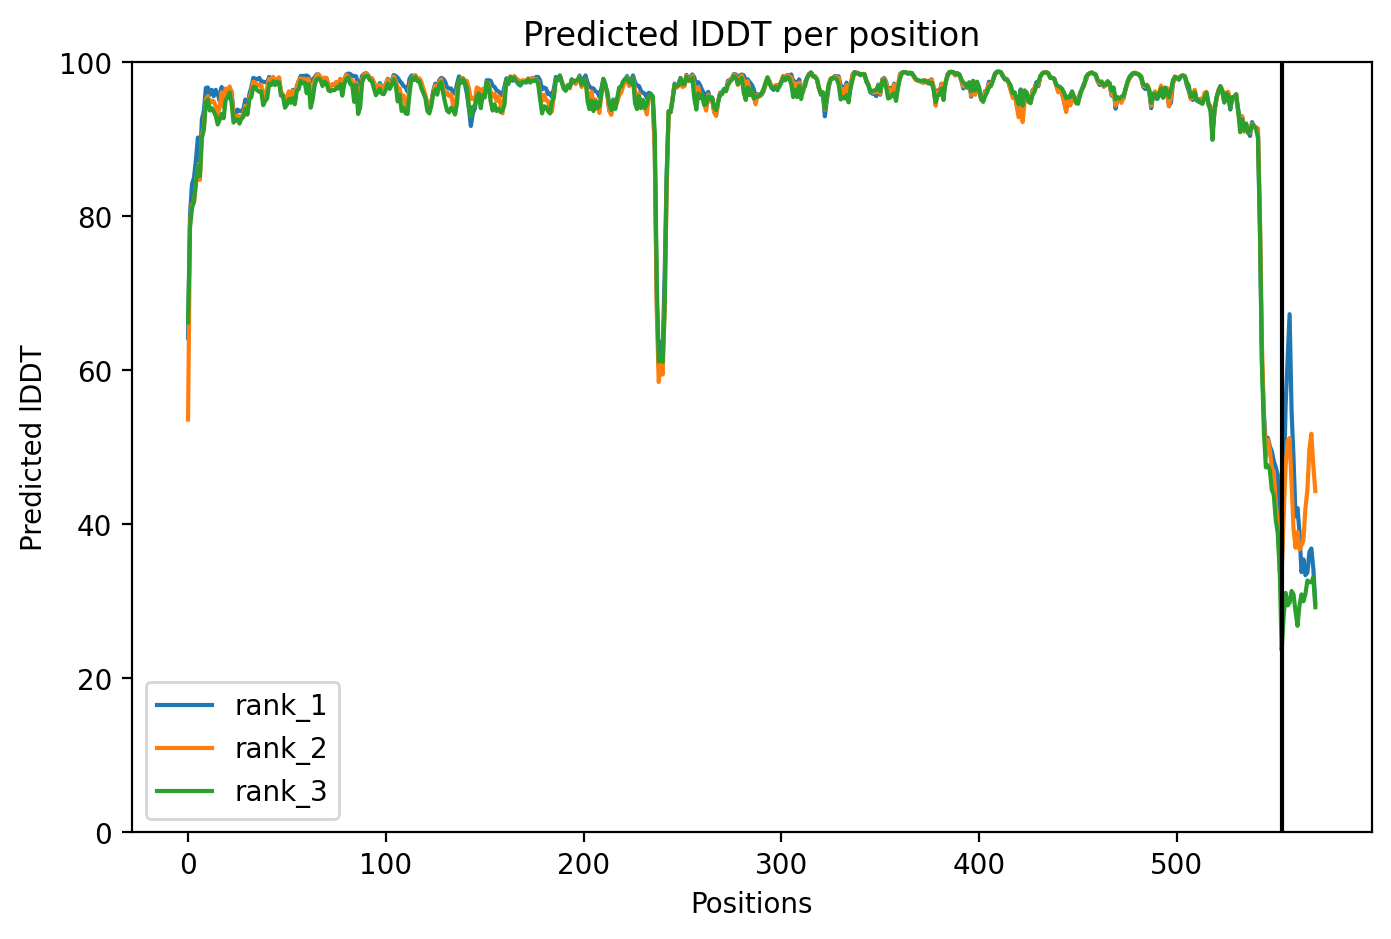 Predicted lDDT per position
100
80
60
40
20
0
Predicted lDDT
rank_1
rank_2
rank_3
0 100 200 300 400 500
Positions